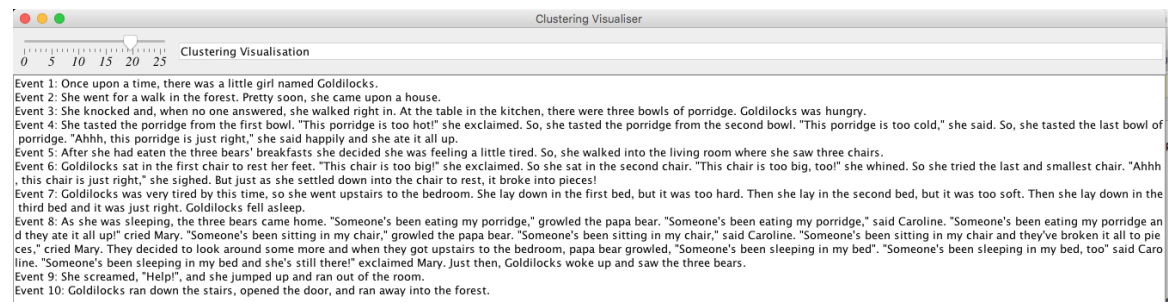 Clustering Visualiser
0 5 10 15 20 25
Clustering Visualisation
Event 1: Once upon a time, there was a little girl named Goldilocks.
Event 2: She went for a walk in the forest. Pretty soon, she came upon a house.
Event 3: She knocked and, when no one answered, she walked right in. At the table in the kitchen, there were three bowls of porridge. Goldilocks was hungry.
Event 4: She tasted the porridge from the first bowl. "This porridge is too hot!" she exclaimed. So, she tasted the porridge from the second bowl. "This porridge is too cold," she said. So, she tasted the last bowl of
porridge. "Ahhh, this porridge is just right," she said happily and she ate it all up.
Event 5: After she had eaten the three bears' breakfasts she decided she was feeling a little tired. So, she walked into the living room where she saw three chairs.
Event 6: Goldilocks sat in the first chair to rest her feet. "This chair is too big!" she exclaimed. So she sat in the second chair. "This chair is too big, too!" she whined. So she tried the last and smallest chair. "Ahhh
, this chair is just right," she sighed. But just as she settled down into the chair to rest, it broke into pieces!
Event 7: Goldilocks was very tired by this time, so she went upstairs to the bedroom. She lay down in the first bed, but it was too hard. Then she lay in the second bed, but it was too soft. Then she lay down in the
third bed and it was just right. Goldilocks fell asleep.
Event 8: As she was sleeping, the three bears came home. "Someone's been eating my porridge," growled the papa bear. "Someone's been eating my porridge," said Caroline. "Someone's been eating my porridge an
d they ate it all up!" cried Mary. "Someone's been sitting in my chair," growled the papa bear. "Someone's been sitting in my chair," said Caroline. "Someone's been sitting in my chair and they've broken it all to pie
ces," cried Mary. They decided to look around some more and when they got upstairs to the bedroom, papa bear growled, "Someone's been sleeping in my bed". "Someone's been sleeping in my bed, too" said Caro
line. "Someone's been sleeping in my bed and she's still there!" exclaimed Mary. Just then, Goldilocks woke up and saw the three bears.
Event 9: She screamed, "Help!", and she jumped up and ran out of the room.
Event 10: Goldilocks ran down the stairs, opened the door, and ran away into the forest.